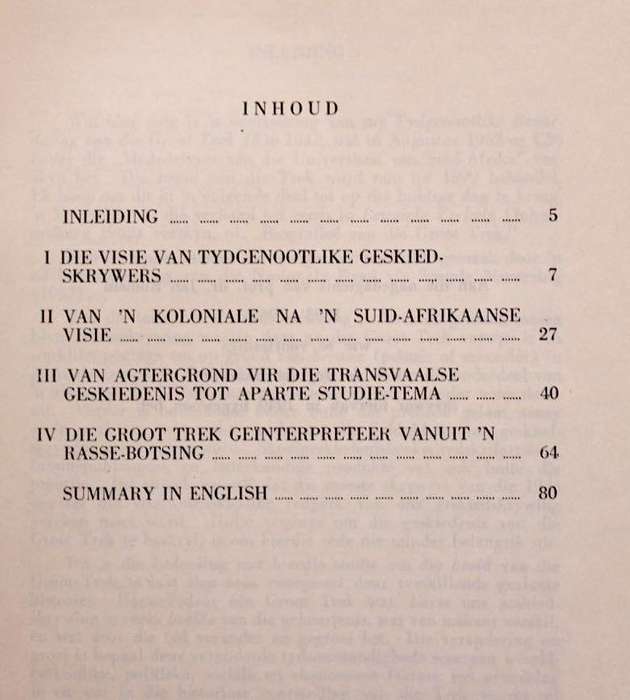 INHOUD
INLEIDING ...... ...... ...... ...... ...... ...... ...... ...... ...... ...... ...... ...... 5
I DIE VISIE VAN TYDGENOOTLIKE GESKIED-
SKRYWERS ...... ...... ...... ...... ...... ...... ...... ...... ...... ...... ...... ...... 7
II VAN 'N KOLONIALE NA 'N SUID-AFRIKAANSE
VISIE ...... ...... ...... ...... ...... ...... ...... ...... ...... ...... ...... ...... ...... ...... 27
III VAN AGTERGROND VIR DIE TRANSVAALSE
GESKIEDENIS TOT APARTE STUDIE-TEMA ...... ...... ...... 40
IV DIE GROOT TREK GEÏNTERPRETEER VANUIT 'N
RASSE-BOTSING ...... ...... ...... ...... ...... ...... ...... ...... ...... ...... ...... 64
SUMMARY IN ENGLISH ...... ...... ...... ...... ...... ...... ...... ...... ...... 80